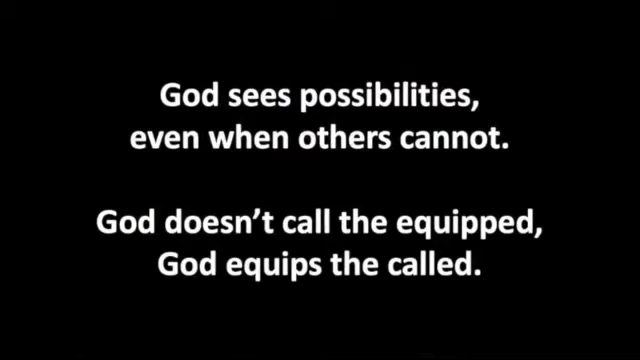 God sees possibilities,
even when others cannot.
God doesn’t call the equipped,
God equips the called.